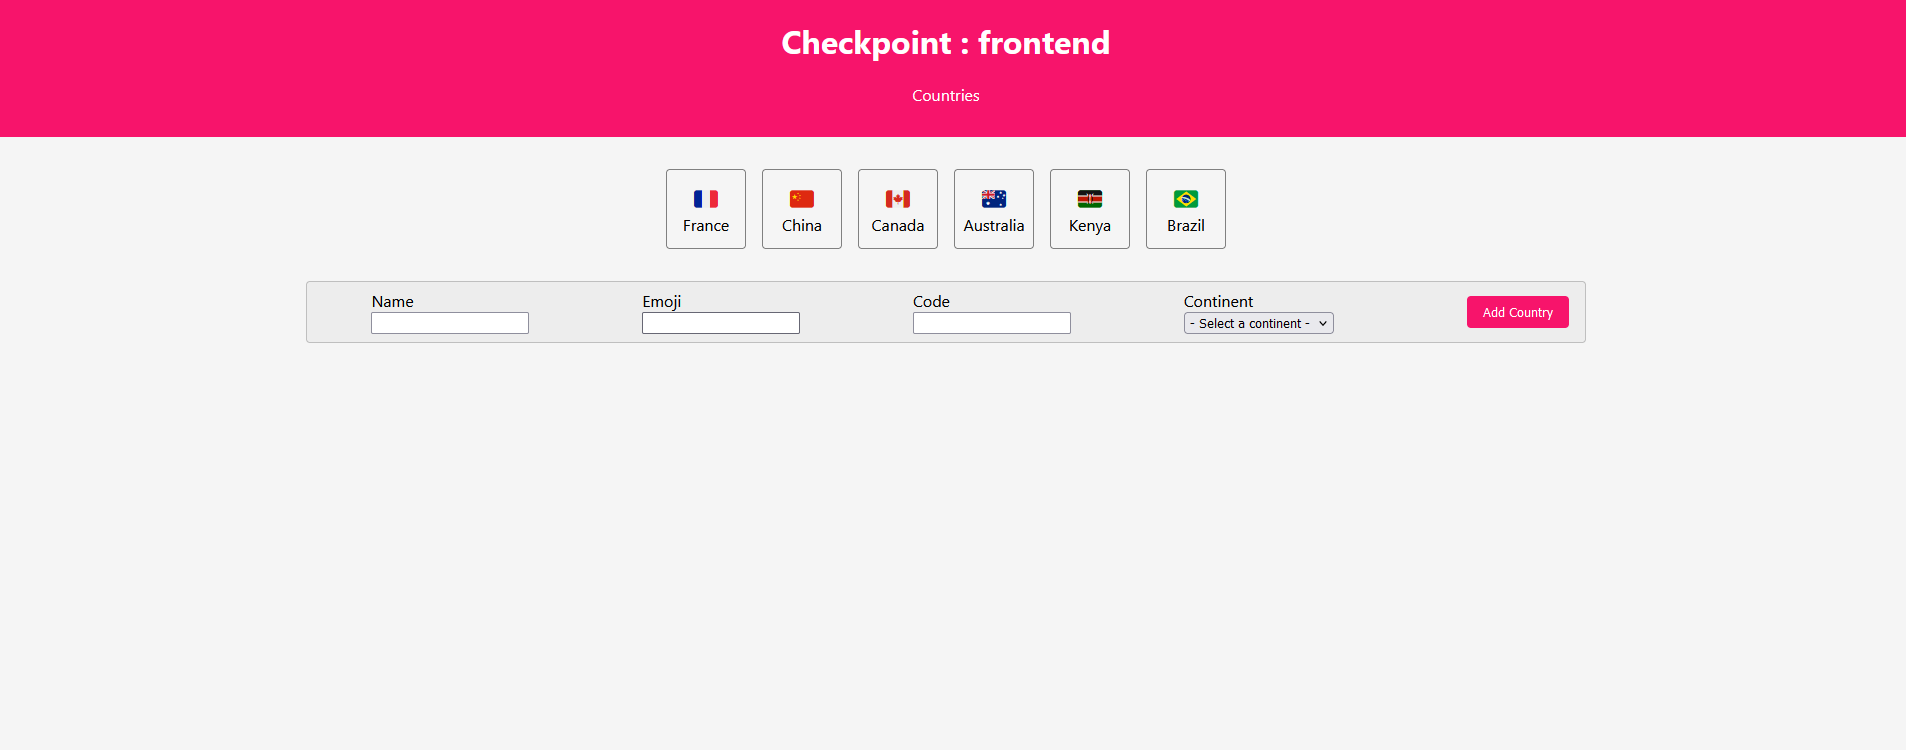 Checkpoint : frontend
Countries
France China Canada Australia Kenya Brazil
Name Emoji Code Continent
- Select a continent - Add Country